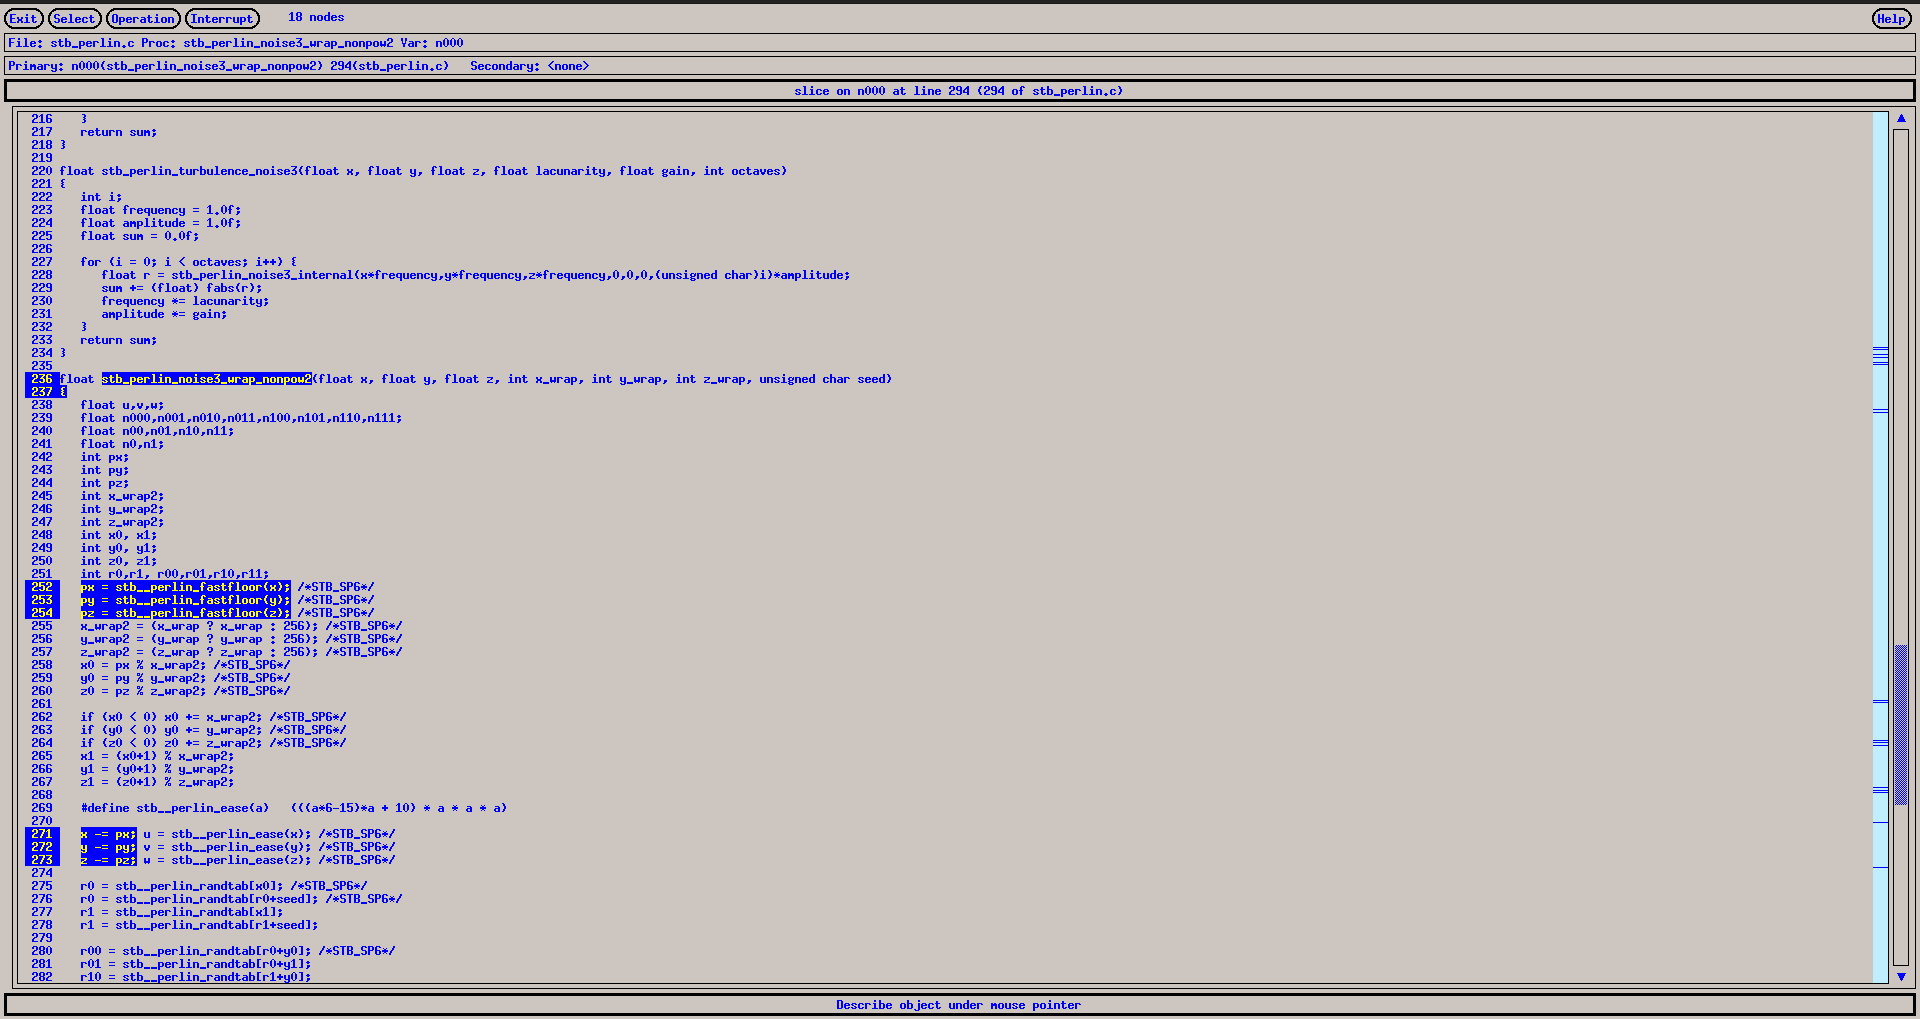 Exit Select Operation Interrupt 18 nodes Help
File: stb_perlin.c Proc: stb_perlin_noise3_wrap_nonpow2 Var: n000
Primary: n000(stb_perlin_noise3_wrap_nonpow2) 294(stb_perlin.c)   Secondary: <none>
slice on n000 at line 294 (294 of stb_perlin.c)
216    }
217    return sum;
218 }
219
220 float stb_perlin_turbulence_noise3(float x, float y, float z, float lacunarity, float gain, int octaves)
221 {
222    int i;
223    float frequency = 1.0f;
224    float amplitude = 1.0f;
225    float sum = 0.0f;
226
227    for (i = 0; i < octaves; i++) {
228       float r = stb_perlin_noise3_internal(x*frequency,y*frequency,z*frequency,0,0,0,(unsigned char)i)*amplitude;
229       sum += (float) fabs(r);
230       frequency *= lacunarity;
231       amplitude *= gain;
232    }
233    return sum;
234 }
235
236 float stb_perlin_noise3_wrap_nonpow2(float x, float y, float z, int x_wrap, int y_wrap, int z_wrap, unsigned char seed)
237 {
238    float u,v,w;
239    float n000,n001,n010,n011,n100,n101,n110,n111;
240    float n00,n01,n10,n11;
241    float n0,n1;
242    int px;
243    int py;
244    int pz;
245    int x_wrap2;
246    int y_wrap2;
247    int z_wrap2;
248    int x0, x1;
249    int y0, y1;
250    int z0, z1;
251    int r0,r1, r00,r01,r10,r11;
252    px = stb__perlin_fastfloor(x); /*STB_SP6*/
253    py = stb__perlin_fastfloor(y); /*STB_SP6*/
254    pz = stb__perlin_fastfloor(z); /*STB_SP6*/
255    x_wrap2 = (x_wrap ? x_wrap : 256); /*STB_SP6*/
256    y_wrap2 = (y_wrap ? y_wrap : 256); /*STB_SP6*/
257    z_wrap2 = (z_wrap ? z_wrap : 256); /*STB_SP6*/
258    x0 = px % x_wrap2; /*STB_SP6*/
259    y0 = py % y_wrap2; /*STB_SP6*/
260    z0 = pz % z_wrap2; /*STB_SP6*/
261
262    if (x0 < 0) x0 += x_wrap2; /*STB_SP6*/
263    if (y0 < 0) y0 += y_wrap2; /*STB_SP6*/
264    if (z0 < 0) z0 += z_wrap2; /*STB_SP6*/
265    x1 = (x0+1) % x_wrap2;
266    y1 = (y0+1) % y_wrap2;
267    z1 = (z0+1) % z_wrap2;
268
269    #define stb__perlin_ease(a)   (((a*6-15)*a + 10) * a * a * a)
270
271    x -= px; u = stb__perlin_ease(x); /*STB_SP6*/
272    y -= py; v = stb__perlin_ease(y); /*STB_SP6*/
273    z -= pz; w = stb__perlin_ease(z); /*STB_SP6*/
274
275    r0 = stb__perlin_randtab[x0]; /*STB_SP6*/
276    r0 = stb__perlin_randtab[r0+seed]; /*STB_SP6*/
277    r1 = stb__perlin_randtab[x1];
278    r1 = stb__perlin_randtab[r1+seed];
279
280    r00 = stb__perlin_randtab[r0+y0]; /*STB_SP6*/
281    r01 = stb__perlin_randtab[r0+y1];
282    r10 = stb__perlin_randtab[r1+y0];
Describe object under mouse pointer